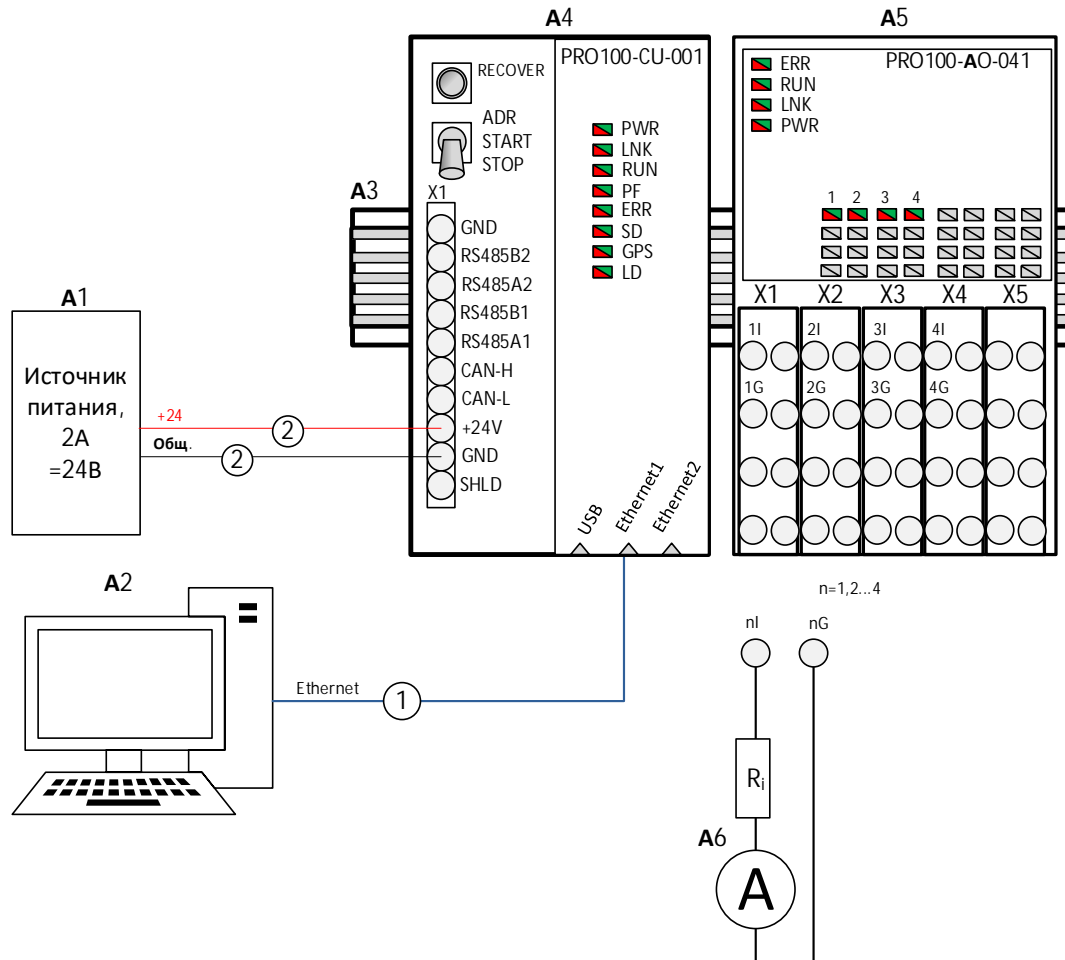 A4
A5
PRO100-CU-001
PRO100-AO-041
RECOVER
ADR
START
STOP
PWR
LNK
RUN
PF
ERR
SD
GPS
LD
ERR
RUN
LNK
PWR
1 2 3 4
A3
X1
GND
RS485B2
RS485A2
RS485B1
RS485A1
CAN-H
CAN-L
+24V
GND
SHLD
X1 X2 X3 X4 X5
1I 2I 3I 4I
1G 2G 3G 4G
A1
Источник
питания,
2А
=24В
+24
2
Общ.
2
USB
Ethernet1
Ethernet2
A2
Ethernet
1
n=1,2...4
nI nG
Ri
A6
A